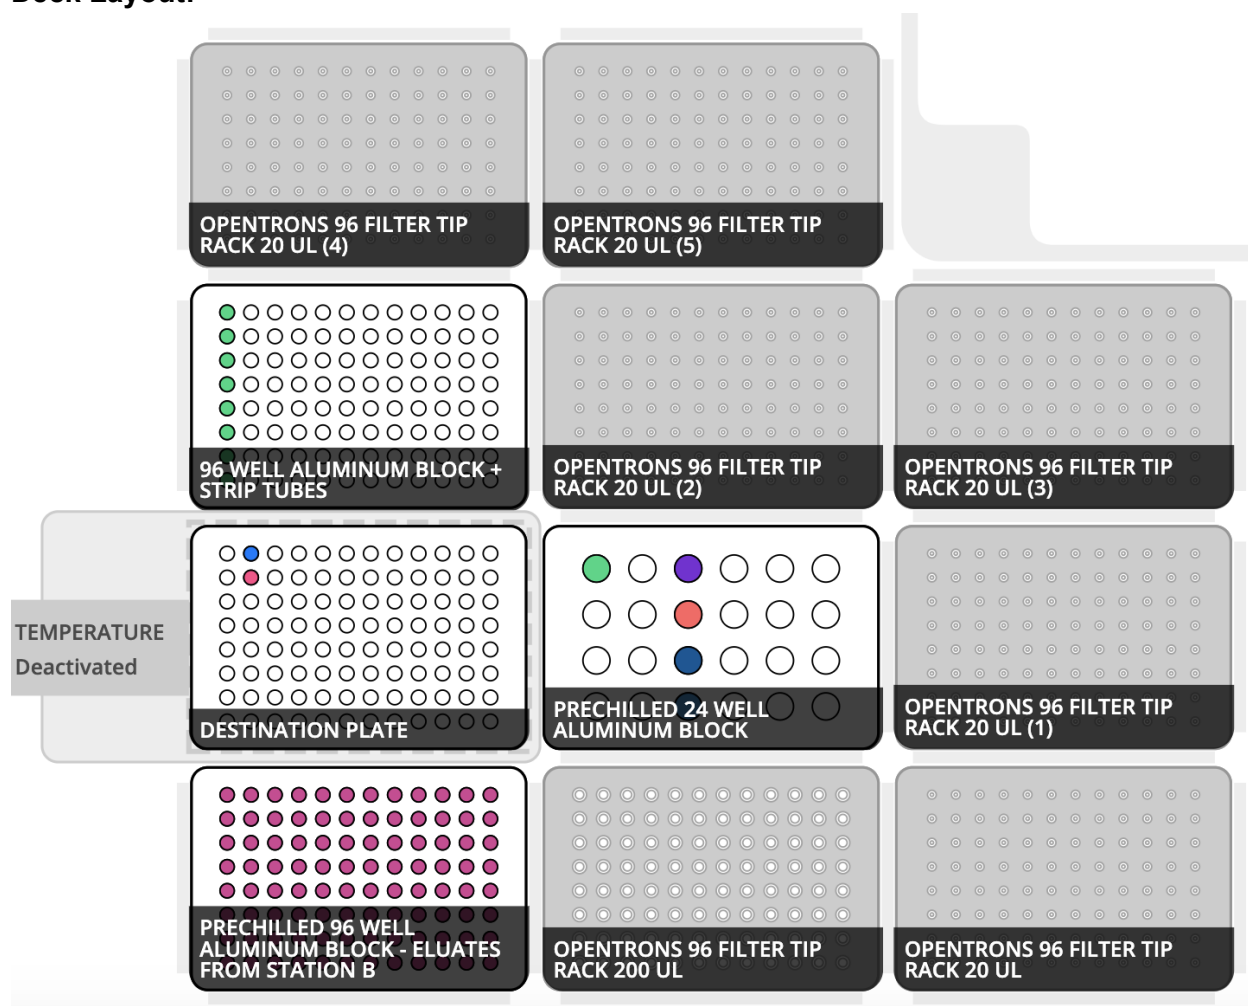 OPENTRONS 96 FILTER TIP
RACK 20 UL (4)
OPENTRONS 96 FILTER TIP
RACK 20 UL (5)
96 WELL ALUMINUM BLOCK +
STRIP TUBES
OPENTRONS 96 FILTER TIP
RACK 20 UL (2)
OPENTRONS 96 FILTER TIP
RACK 20 UL (3)
TEMPERATURE
Deactivated
DESTINATION PLATE
PRECHILLED 24 WELL
ALUMINUM BLOCK
OPENTRONS 96 FILTER TIP
RACK 20 UL (1)
PRECHILLED 96 WELL
ALUMINUM BLOCK - ELUATES
FROM STATION B
OPENTRONS 96 FILTER TIP
RACK 200 UL
OPENTRONS 96 FILTER TIP
RACK 20 UL